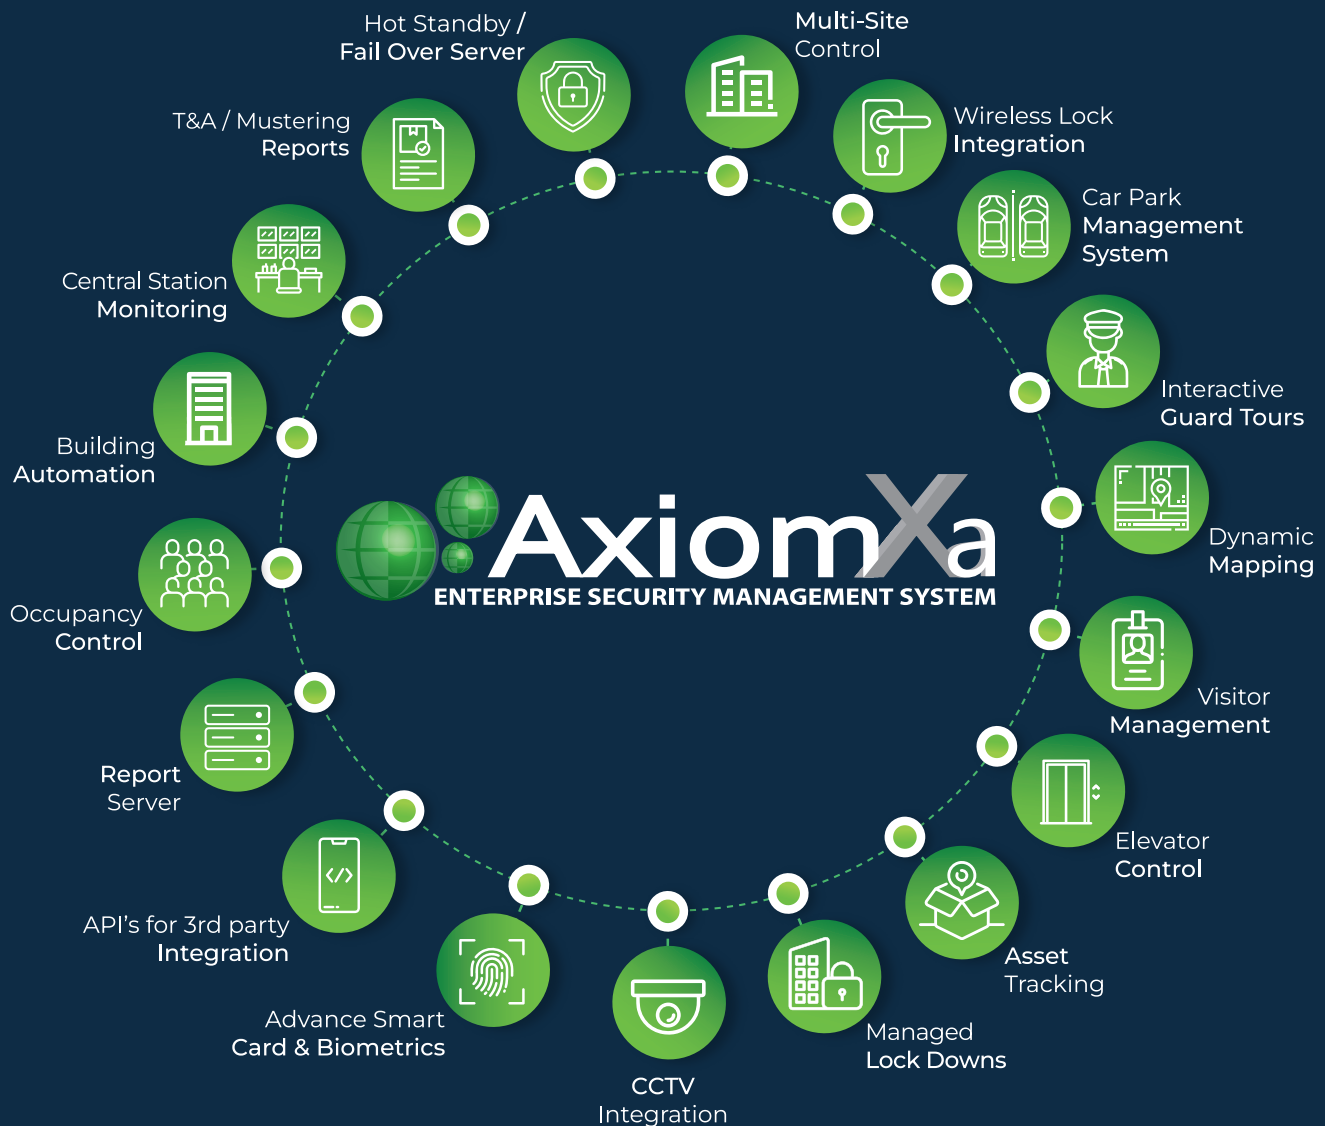 Hot Standby /
Fail Over Server
Multi-Site
Control
Wireless Lock
Integration
Car Park
Management
System
Interactive
Guard Tours
Dynamic
Mapping
Visitor
Management
Elevator
Control
Asset
Tracking
Managed
Lock Downs
CCTV
Integration
Advance Smart
Card & Biometrics
API's for 3rd party
Integration
Report
Server
Occupancy
Control
Building
Automation
Central Station
Monitoring
T&A / Mustering
Reports
AxiomXa
ENTERPRISE SECURITY MANAGEMENT SYSTEM